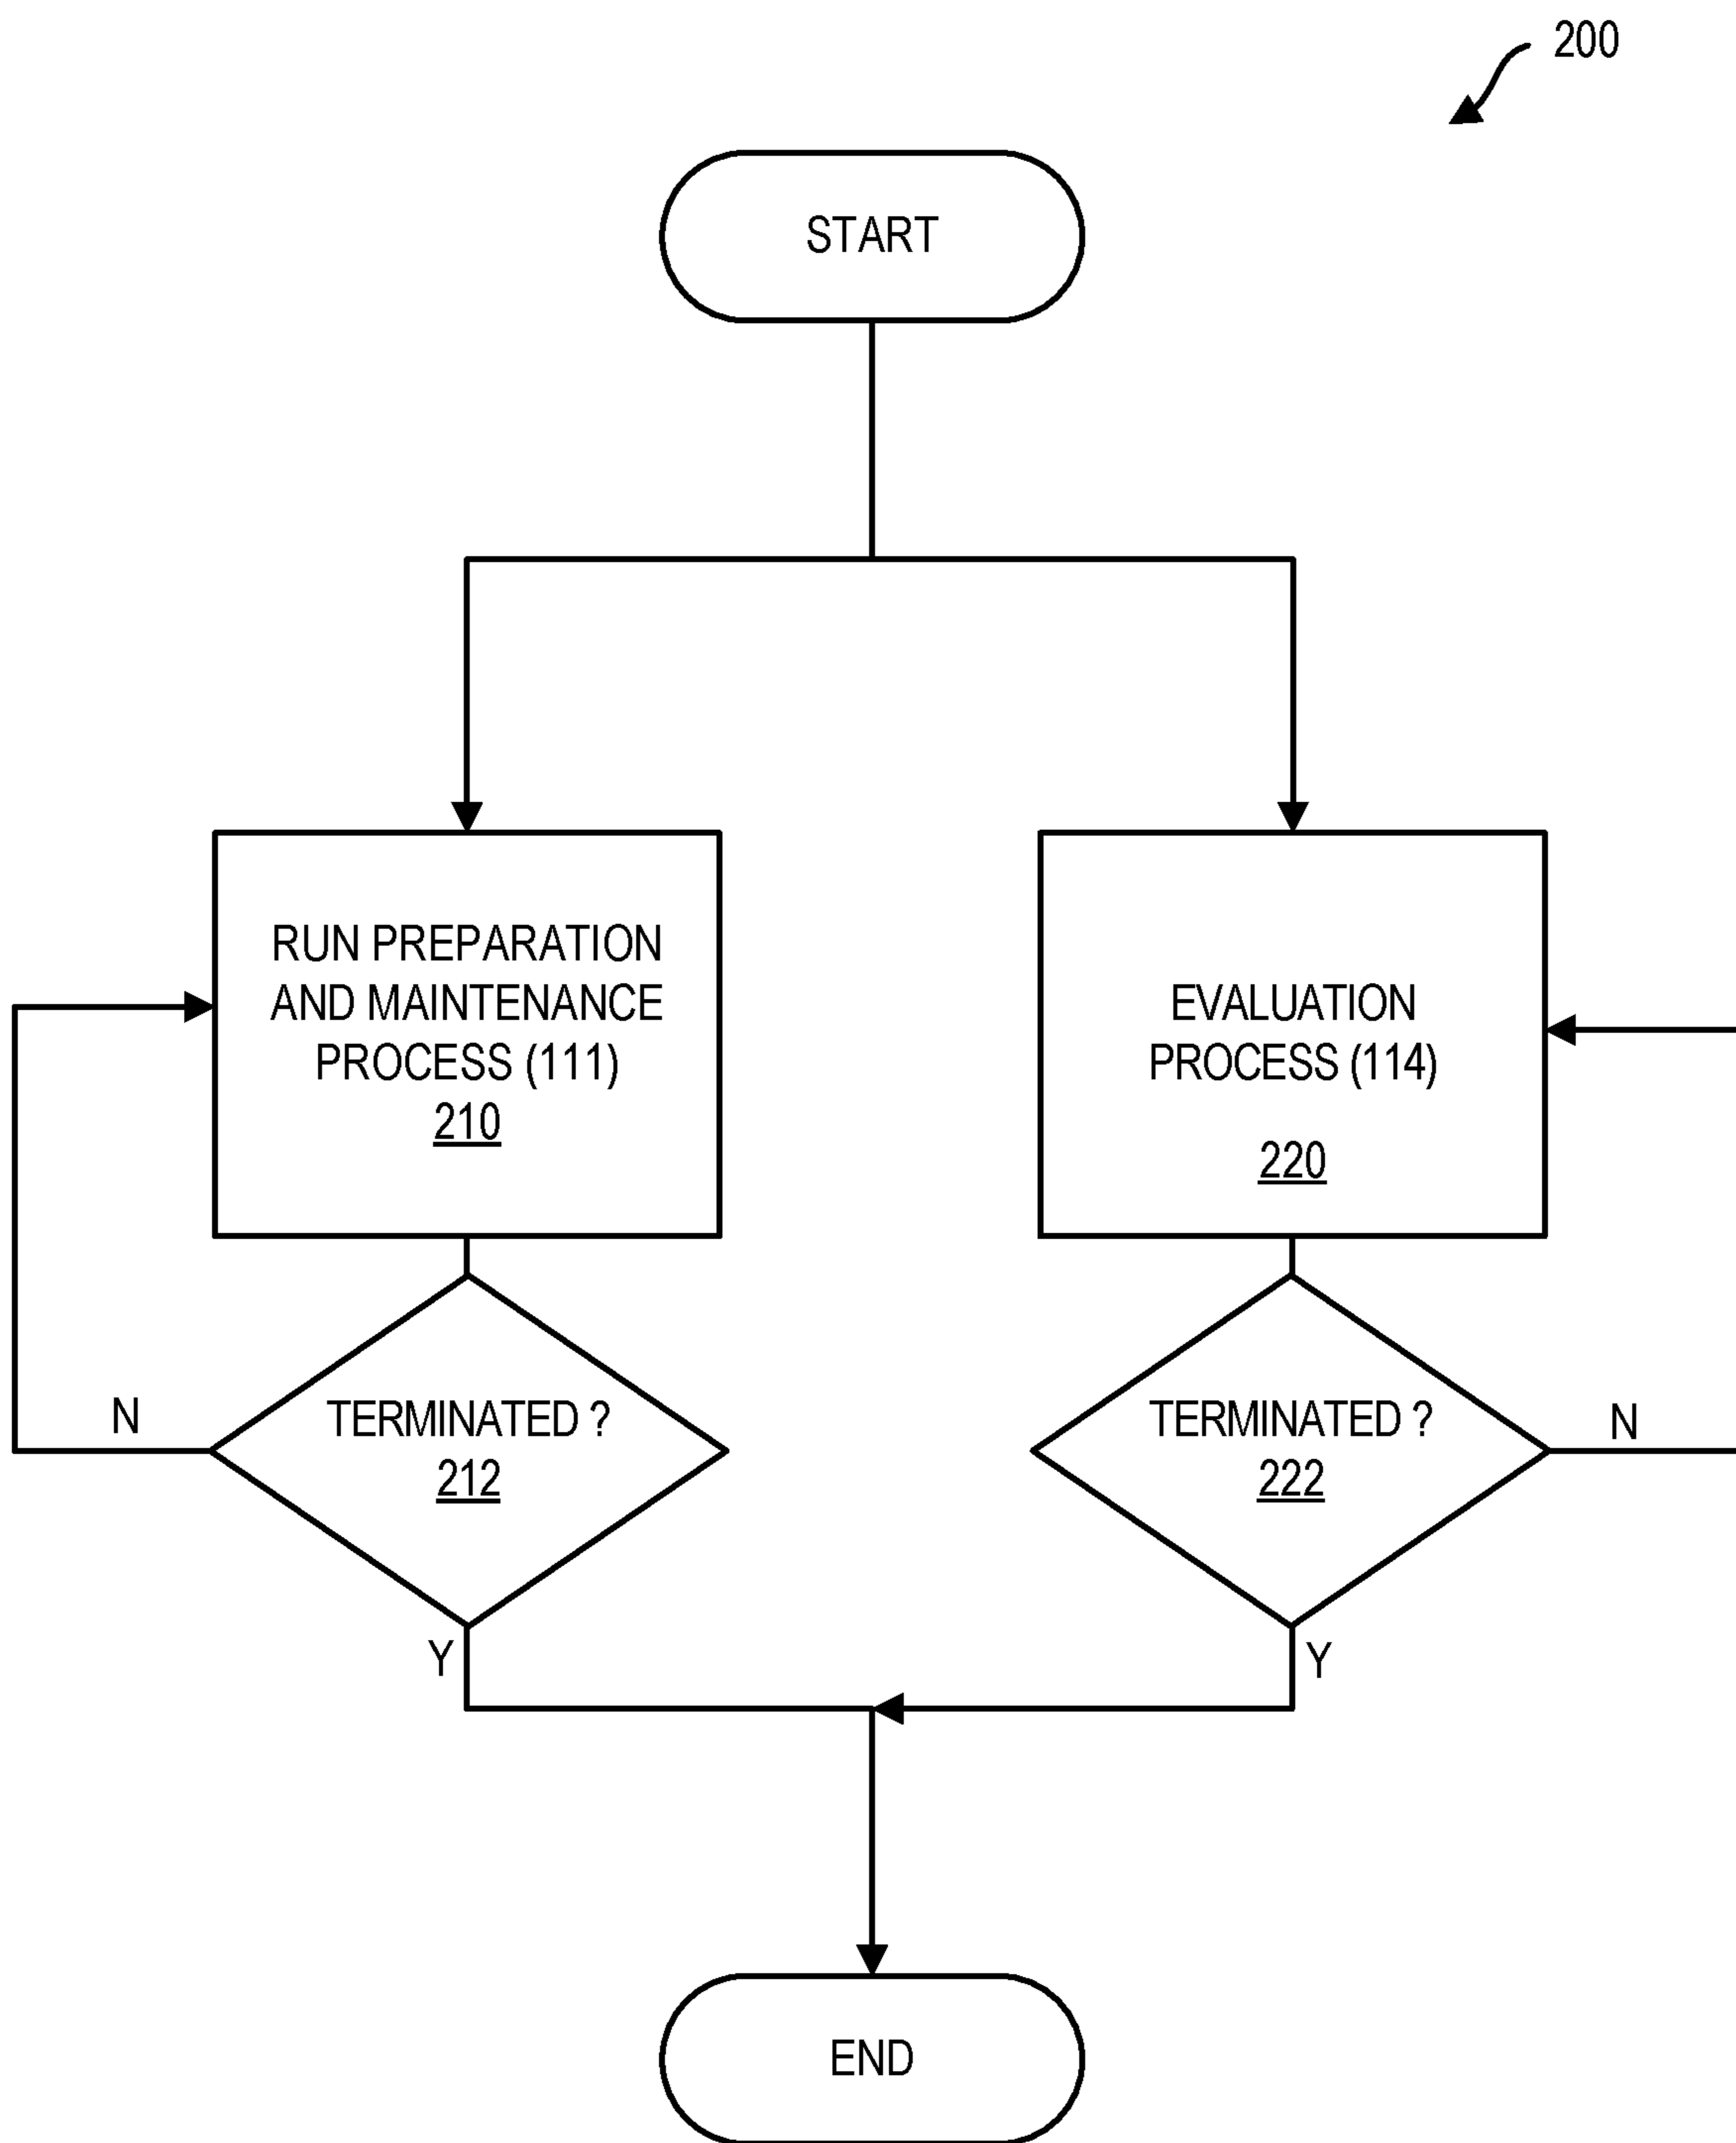 200
START
RUN PREPARATION
AND MAINTENANCE
PROCESS (111)
210
EVALUATION
PROCESS (114)
220
N
TERMINATED ?
212
TERMINATED ?
222
N
Y
Y
END